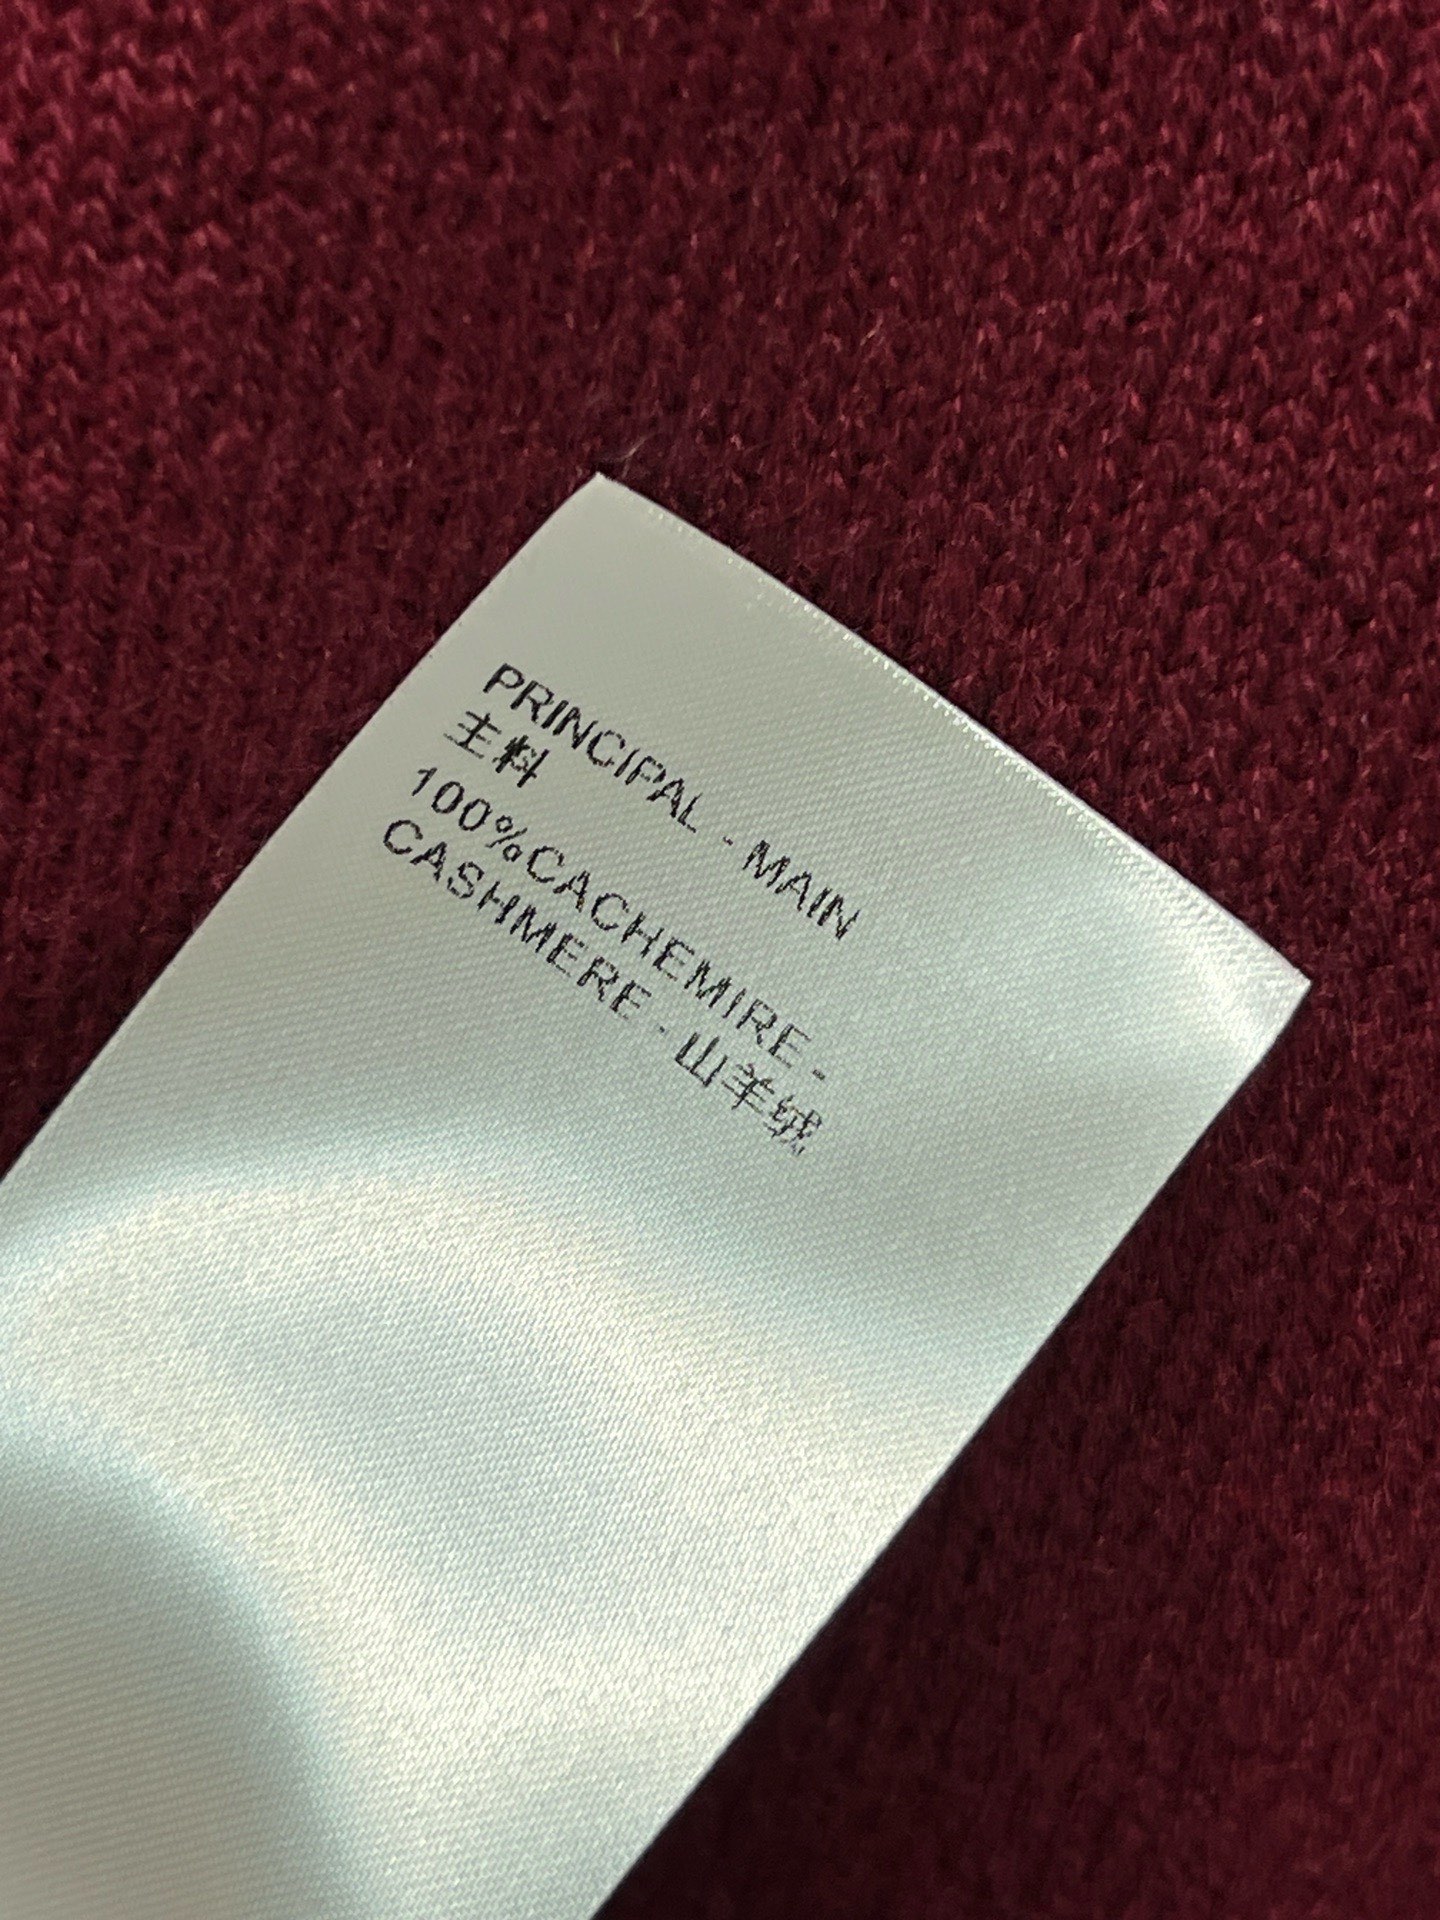 PRINCIPAL - MAIN
主料
100%CACHEMIRE -
CASHMERE - 山羊绒